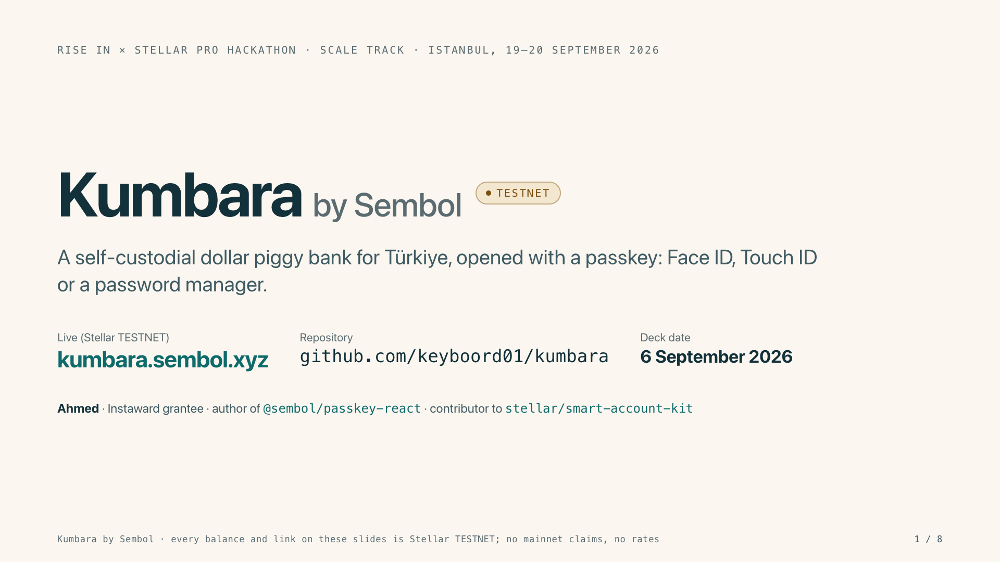 RISE IN × STELLAR PRO HACKATHON · SCALE TRACK · ISTANBUL, 19–20 SEPTEMBER 2026
Kumbara by Sembol TESTNET
A self-custodial dollar piggy bank for Türkiye, opened with a passkey: Face ID, Touch ID
or a password manager.
Live (Stellar TESTNET) Repository Deck date
kumbara.sembol.xyz github.com/keyboord01/kumbara 6 September 2026
Ahmed · Instaward grantee · author of @sembol/passkey-react · contributor to stellar/smart-account-kit
Kumbara by Sembol · every balance and link on these slides is Stellar TESTNET; no mainnet claims, no rates 1 / 8